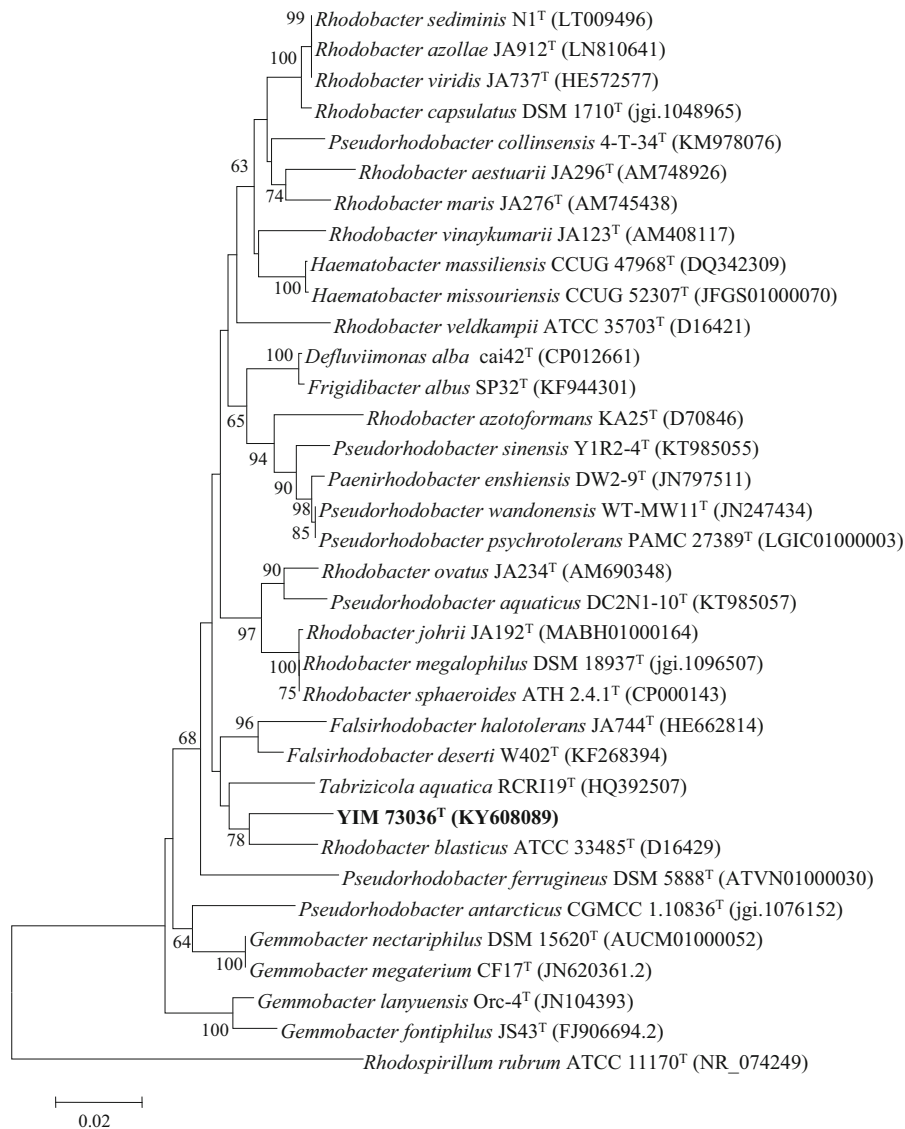 99 Rhodobacter sediminis N1ᵀ (LT009496)
Rhodobacter azollae JA912ᵀ (LN810641)
100
Rhodobacter viridis JA737ᵀ (HE572577)
Rhodobacter capsulatus DSM 1710ᵀ (jgi.1048965)
Pseudorhodobacter collinsensis 4-T-34ᵀ (KM978076)
63
Rhodobacter aestuarii JA296ᵀ (AM748926)
74
Rhodobacter maris JA276ᵀ (AM745438)
Rhodobacter vinaykumarii JA123ᵀ (AM408117)
Haematobacter massiliensis CCUG 47968ᵀ (DQ342309)
100
Haematobacter missouriensis CCUG 52307ᵀ (JFGS01000070)
Rhodobacter veldkampii ATCC 35703ᵀ (D16421)
100 Defluviimonas alba cai42ᵀ (CP012661)
Frigidibacter albus SP32ᵀ (KF944301)
65
Rhodobacter azotoformans KA25ᵀ (D70846)
94
Pseudorhodobacter sinensis Y1R2-4ᵀ (KT985055)
90
Paenirhodobacter enshiensis DW2-9ᵀ (JN797511)
98
Pseudorhodobacter wandonensis WT-MW11ᵀ (JN247434)
85
Pseudorhodobacter psychrotolerans PAMC 27389ᵀ (LGIC01000003)
90 Rhodobacter ovatus JA234ᵀ (AM690348)
Pseudorhodobacter aquaticus DC2N1-10ᵀ (KT985057)
97
Rhodobacter johrii JA192ᵀ (MABH01000164)
100 Rhodobacter megalophilus DSM 18937ᵀ (jgi.1096507)
75 Rhodobacter sphaeroides ATH 2.4.1ᵀ (CP000143)
96 Falsirhodobacter halotolerans JA744ᵀ (HE662814)
68
Falsirhodobacter deserti W402ᵀ (KF268394)
Tabrizicola aquatica RCRI19ᵀ (HQ392507)
YIM 73036ᵀ (KY608089)
78
Rhodobacter blasticus ATCC 33485ᵀ (D16429)
Pseudorhodobacter ferrugineus DSM 5888ᵀ (ATVN01000030)
Pseudorhodobacter antarcticus CGMCC 1.10836ᵀ (jgi.1076152)
64
Gemmobacter nectariphilus DSM 15620ᵀ (AUCM01000052)
100
Gemmobacter megaterium CF17ᵀ (JN620361.2)
Gemmobacter lanyuensis Orc-4ᵀ (JN104393)
100
Gemmobacter fontiphilus JS43ᵀ (FJ906694.2)
Rhodospirillum rubrum ATCC 11170ᵀ (NR_074249)
0.02